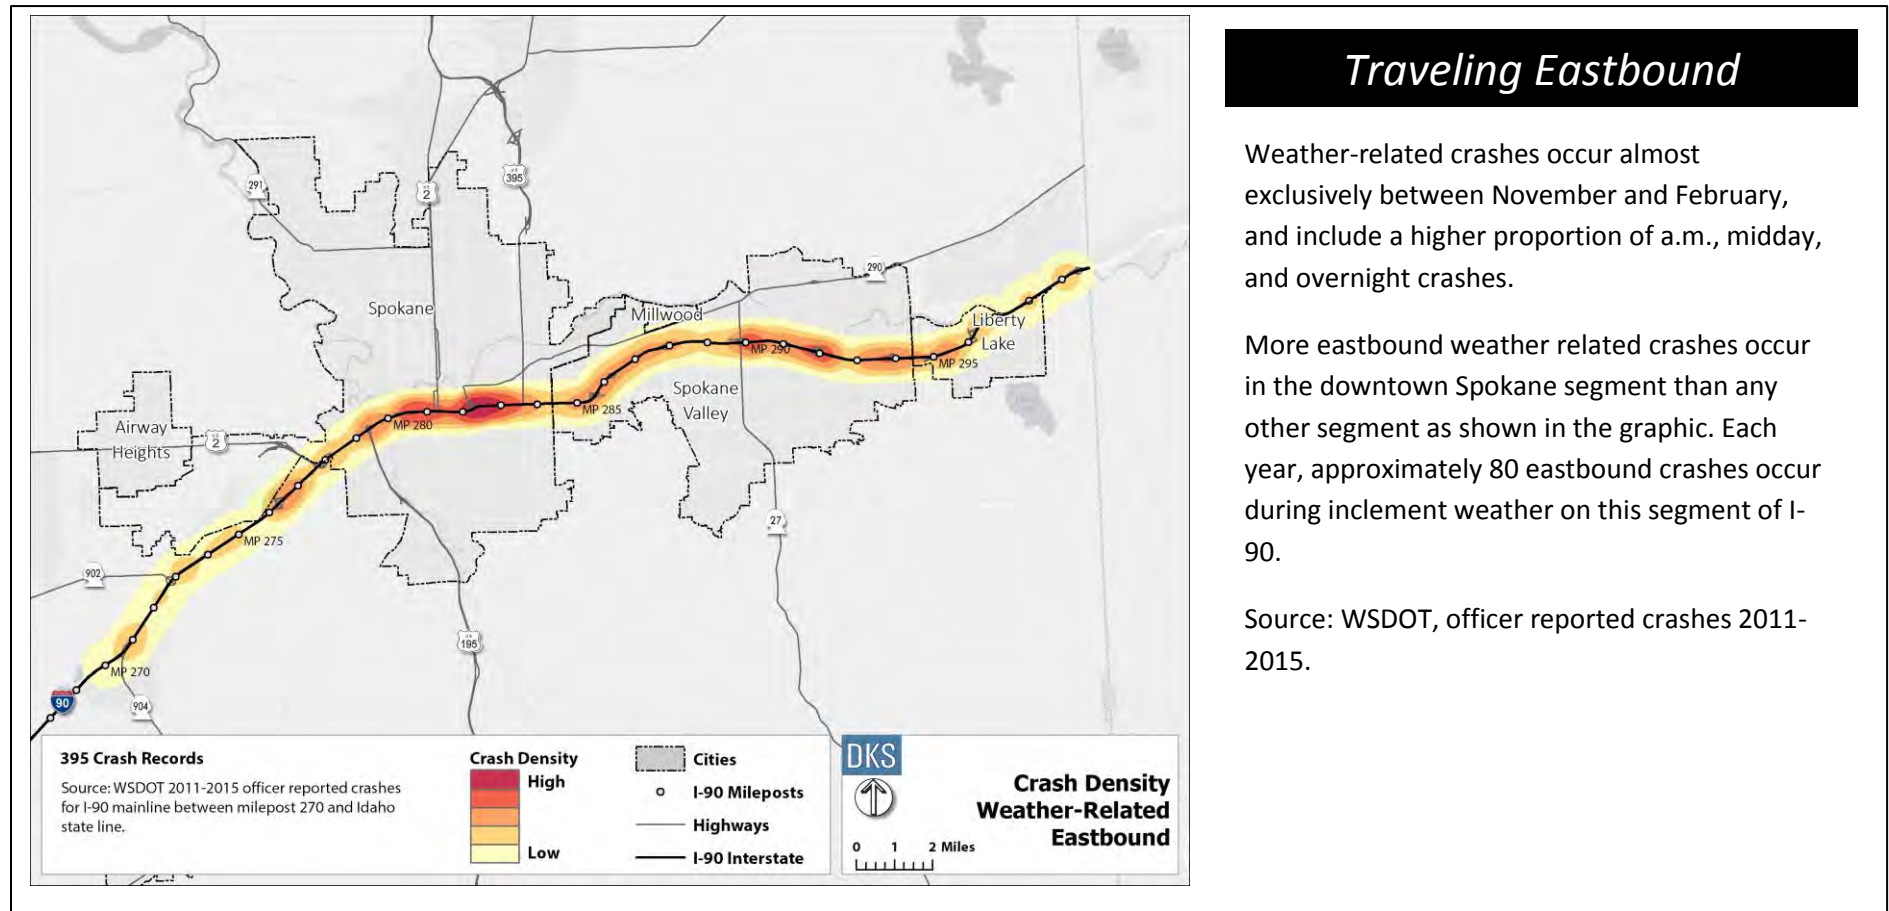 291
U.S.
2
U.S.
395
290
Spokane
Millwood
Liberty
Lake
MP 290
MP 295
Spokane
Valley
MP 285
MP 280
Airway
Heights
2
27
MP 275
902
195
MP 270
90
904
395 Crash Records
Source: WSDOT 2011-2015 officer reported crashes
for I-90 mainline between milepost 270 and Idaho
state line.
Crash Density
High
Low
Cities
I-90 Mileposts
Highways
I-90 Interstate
DKS
0 1 2 Miles
Crash Density
Weather-Related
Eastbound
Traveling Eastbound
Weather-related crashes occur almost
exclusively between November and February,
and include a higher proportion of a.m., midday,
and overnight crashes.
More eastbound weather related crashes occur
in the downtown Spokane segment than any
other segment as shown in the graphic. Each
year, approximately 80 eastbound crashes occur
during inclement weather on this segment of I-
90.
Source: WSDOT, officer reported crashes 2011-
2015.